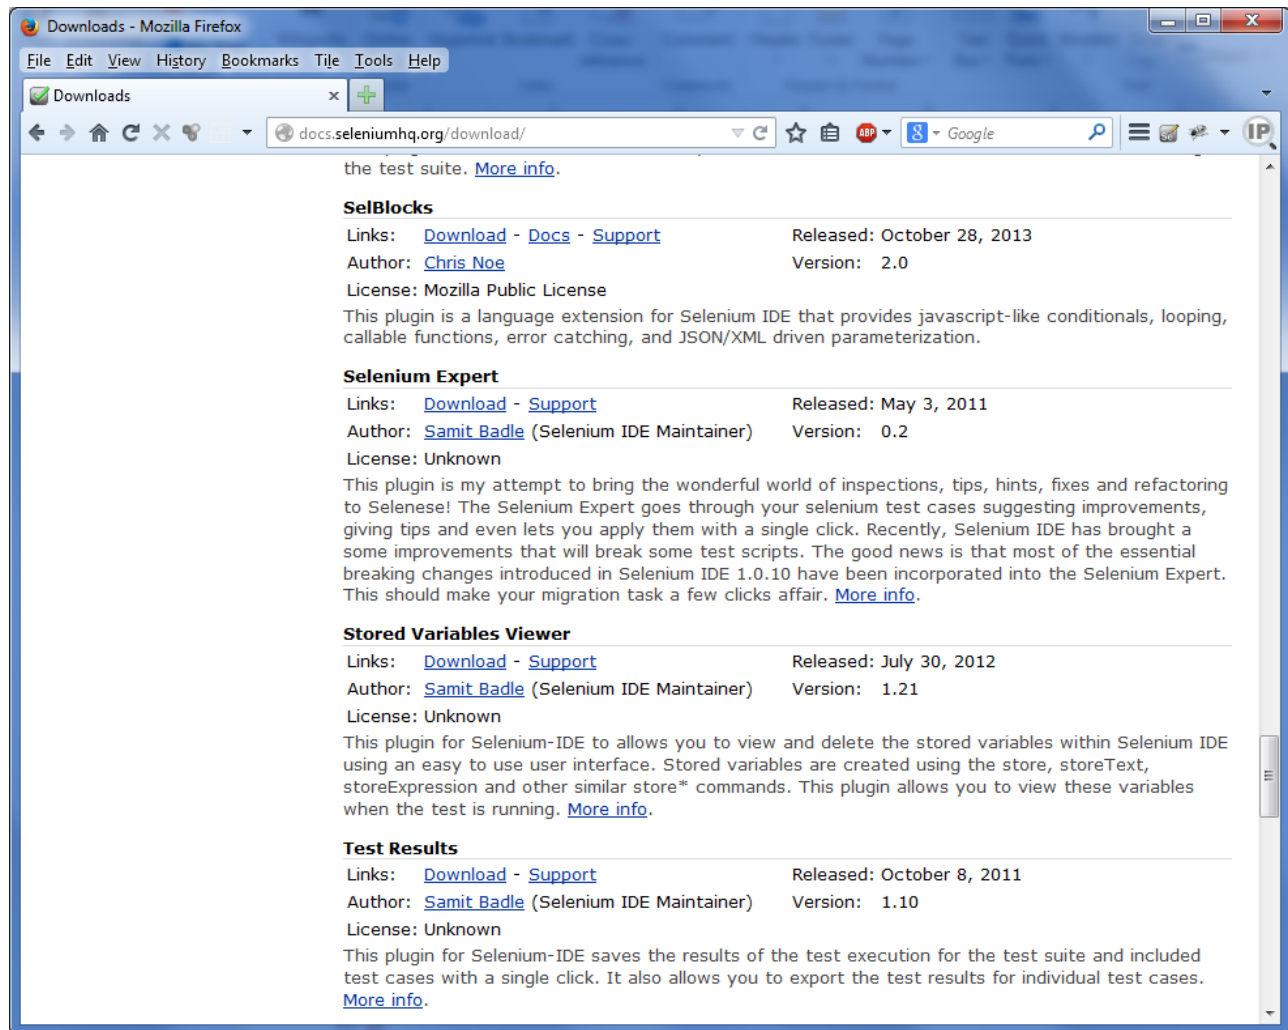 Downloads - Mozilla Firefox
File Edit View History Bookmarks Tile Tools Help
Downloads
docs.seleniumhq.org/download/
ABP
8
Google
IP
the test suite. More info.
SelBlocks
Links: Download - Docs - Support Released: October 28, 2013
Author: Chris Noe Version: 2.0
License: Mozilla Public License
This plugin is a language extension for Selenium IDE that provides javascript-like conditionals, looping,
callable functions, error catching, and JSON/XML driven parameterization.
Selenium Expert
Links: Download - Support Released: May 3, 2011
Author: Samit Badle (Selenium IDE Maintainer) Version: 0.2
License: Unknown
This plugin is my attempt to bring the wonderful world of inspections, tips, hints, fixes and refactoring
to Selenese! The Selenium Expert goes through your selenium test cases suggesting improvements,
giving tips and even lets you apply them with a single click. Recently, Selenium IDE has brought a
some improvements that will break some test scripts. The good news is that most of the essential
breaking changes introduced in Selenium IDE 1.0.10 have been incorporated into the Selenium Expert.
This should make your migration task a few clicks affair. More info.
Stored Variables Viewer
Links: Download - Support Released: July 30, 2012
Author: Samit Badle (Selenium IDE Maintainer) Version: 1.21
License: Unknown
This plugin for Selenium-IDE to allows you to view and delete the stored variables within Selenium IDE
using an easy to use user interface. Stored variables are created using the store, storeText,
storeExpression and other similar store* commands. This plugin allows you to view these variables
when the test is running. More info.
Test Results
Links: Download - Support Released: October 8, 2011
Author: Samit Badle (Selenium IDE Maintainer) Version: 1.10
License: Unknown
This plugin for Selenium-IDE saves the results of the test execution for the test suite and included
test cases with a single click. It also allows you to export the test results for individual test cases.
More info.